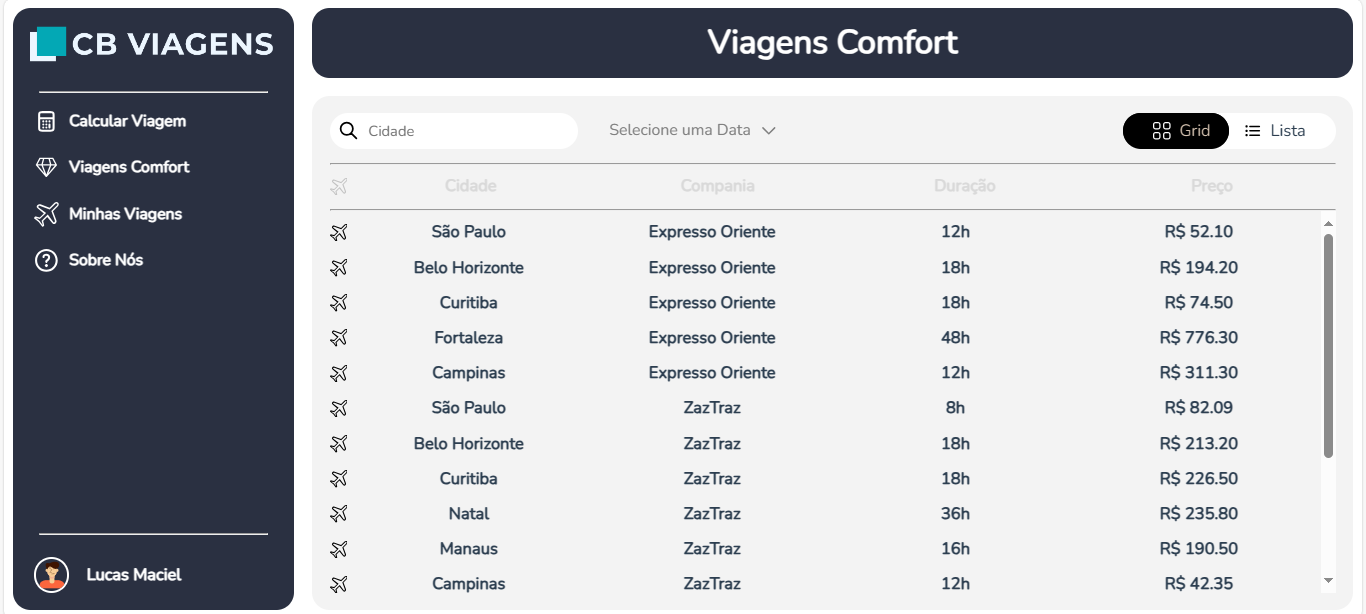 CB VIAGENS
Calcular Viagem
Viagens Comfort
Minhas Viagens
Sobre Nós
Lucas Maciel
Viagens Comfort
Cidade Selecione uma Data Grid Lista
Cidade Compania Duração Preço
São Paulo Expresso Oriente 12h R$ 52.10
Belo Horizonte Expresso Oriente 18h R$ 194.20
Curitiba Expresso Oriente 18h R$ 74.50
Fortaleza Expresso Oriente 48h R$ 776.30
Campinas Expresso Oriente 12h R$ 311.30
São Paulo ZazTraz 8h R$ 82.09
Belo Horizonte ZazTraz 18h R$ 213.20
Curitiba ZazTraz 18h R$ 226.50
Natal ZazTraz 36h R$ 235.80
Manaus ZazTraz 16h R$ 190.50
Campinas ZazTraz 12h R$ 42.35